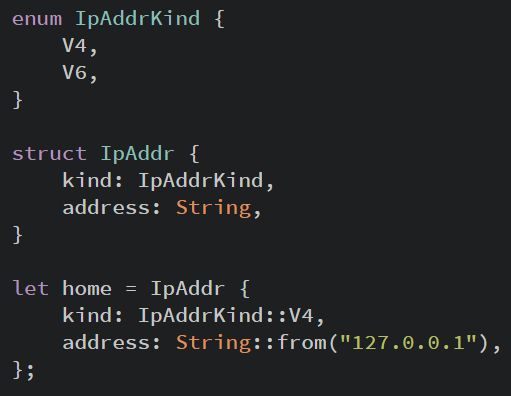 enum IpAddrKind {
    V4,
    V6,
}

struct IpAddr {
    kind: IpAddrKind,
    address: String,
}

let home = IpAddr {
    kind: IpAddrKind::V4,
    address: String::from("127.0.0.1"),
};